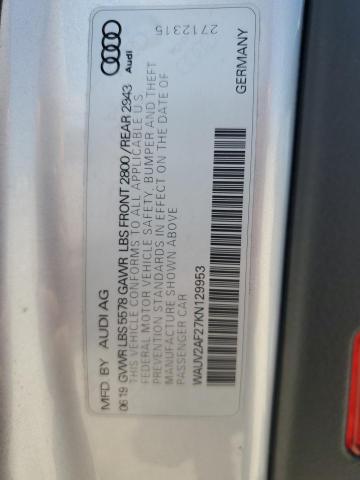 MFD BY AUDI AG
06 19 GVWR LBS 5578 GAWR LBS FRONT 2800 /REAR 2943
THIS VEHICLE CONFORMS TO ALL APPLICABLE U.S.
FEDERAL MOTOR VEHICLE SAFETY, BUMPER AND THEFT
PREVENTION STANDARDS IN EFFECT ON THE DATE OF
MANUFACTURE SHOWN ABOVE
PASSENGER CAR
WAUV2AF27KN129953
Audi
2712315
GERMANY